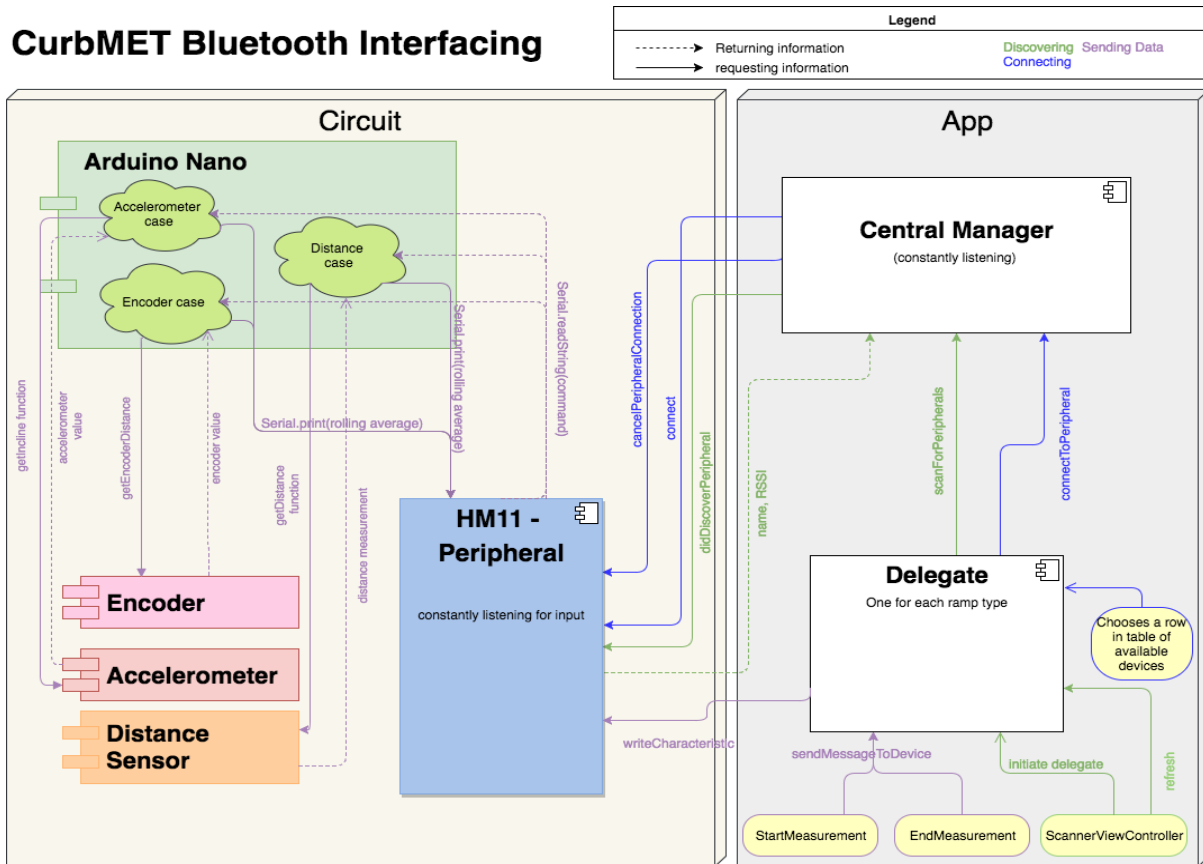 CurbMET Bluetooth Interfacing
Legend
Returning information
requesting information
Discovering
Sending Data
Connecting
Circuit
App
Arduino Nano
Accelerometer
case
Distance
case
Encoder case
Central Manager
(constantly listening)
getIncline function
accelerometer
value
getEncoderDistance
encoder value
Serial.print(rolling average)
getDistance
function
distance measurement
Serial.print(rolling
average)
Serial.readString(command)
cancelPeripheralConnection
connect
didDiscoverPeripheral
name, RSSI
scanForPeripherals
connectToPeripheral
HM11 -
Peripheral
constantly listening for input
Delegate
One for each ramp type
Chooses a row
in table of
available
devices
Encoder
Accelerometer
Distance
Sensor
writeCharacteristic
sendMessageToDevice
initiate delegate
refresh
StartMeasurement
EndMeasurement
ScannerViewController